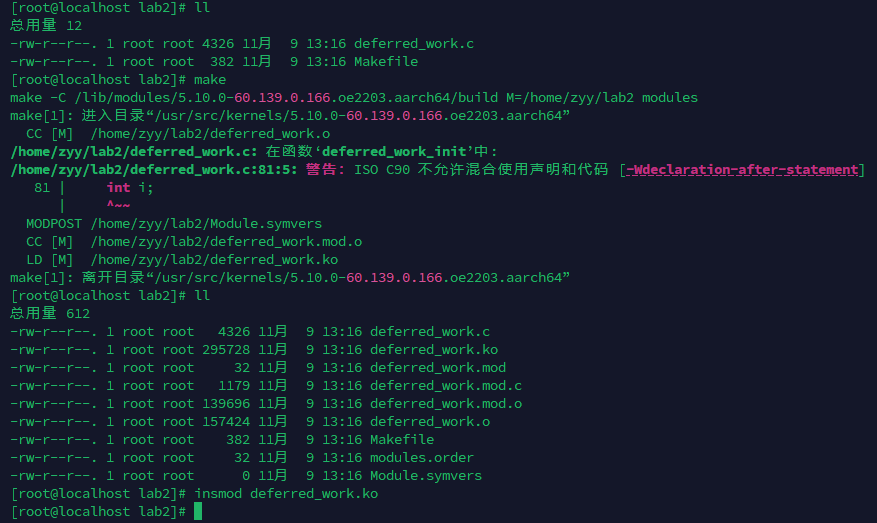 [root@localhost lab2]# ll
总用量 12
-rw-r--r--. 1 root root 4326 11月  9 13:16 deferred_work.c
-rw-r--r--. 1 root root  382 11月  9 13:16 Makefile
[root@localhost lab2]# make
make -C /lib/modules/5.10.0-60.139.0.166.oe2203.aarch64/build M=/home/zyy/lab2 modules
make[1]: 进入目录“/usr/src/kernels/5.10.0-60.139.0.166.oe2203.aarch64”
  CC [M]  /home/zyy/lab2/deferred_work.o
/home/zyy/lab2/deferred_work.c: 在函数‘deferred_work_init’中:
/home/zyy/lab2/deferred_work.c:81:5: 警告: ISO C90 不允许混合使用声明和代码 [-Wdeclaration-after-statement]
   81 |     int i;
      |     ^~~
  MODPOST /home/zyy/lab2/Module.symvers
  CC [M]  /home/zyy/lab2/deferred_work.mod.o
  LD [M]  /home/zyy/lab2/deferred_work.ko
make[1]: 离开目录“/usr/src/kernels/5.10.0-60.139.0.166.oe2203.aarch64”
[root@localhost lab2]# ll
总用量 612
-rw-r--r--. 1 root root   4326 11月  9 13:16 deferred_work.c
-rw-r--r--. 1 root root 295728 11月  9 13:16 deferred_work.ko
-rw-r--r--. 1 root root     32 11月  9 13:16 deferred_work.mod
-rw-r--r--. 1 root root   1179 11月  9 13:16 deferred_work.mod.c
-rw-r--r--. 1 root root 139696 11月  9 13:16 deferred_work.mod.o
-rw-r--r--. 1 root root 157424 11月  9 13:16 deferred_work.o
-rw-r--r--. 1 root root    382 11月  9 13:16 Makefile
-rw-r--r--. 1 root root     32 11月  9 13:16 modules.order
-rw-r--r--. 1 root root      0 11月  9 13:16 Module.symvers
[root@localhost lab2]# insmod deferred_work.ko
[root@localhost lab2]#